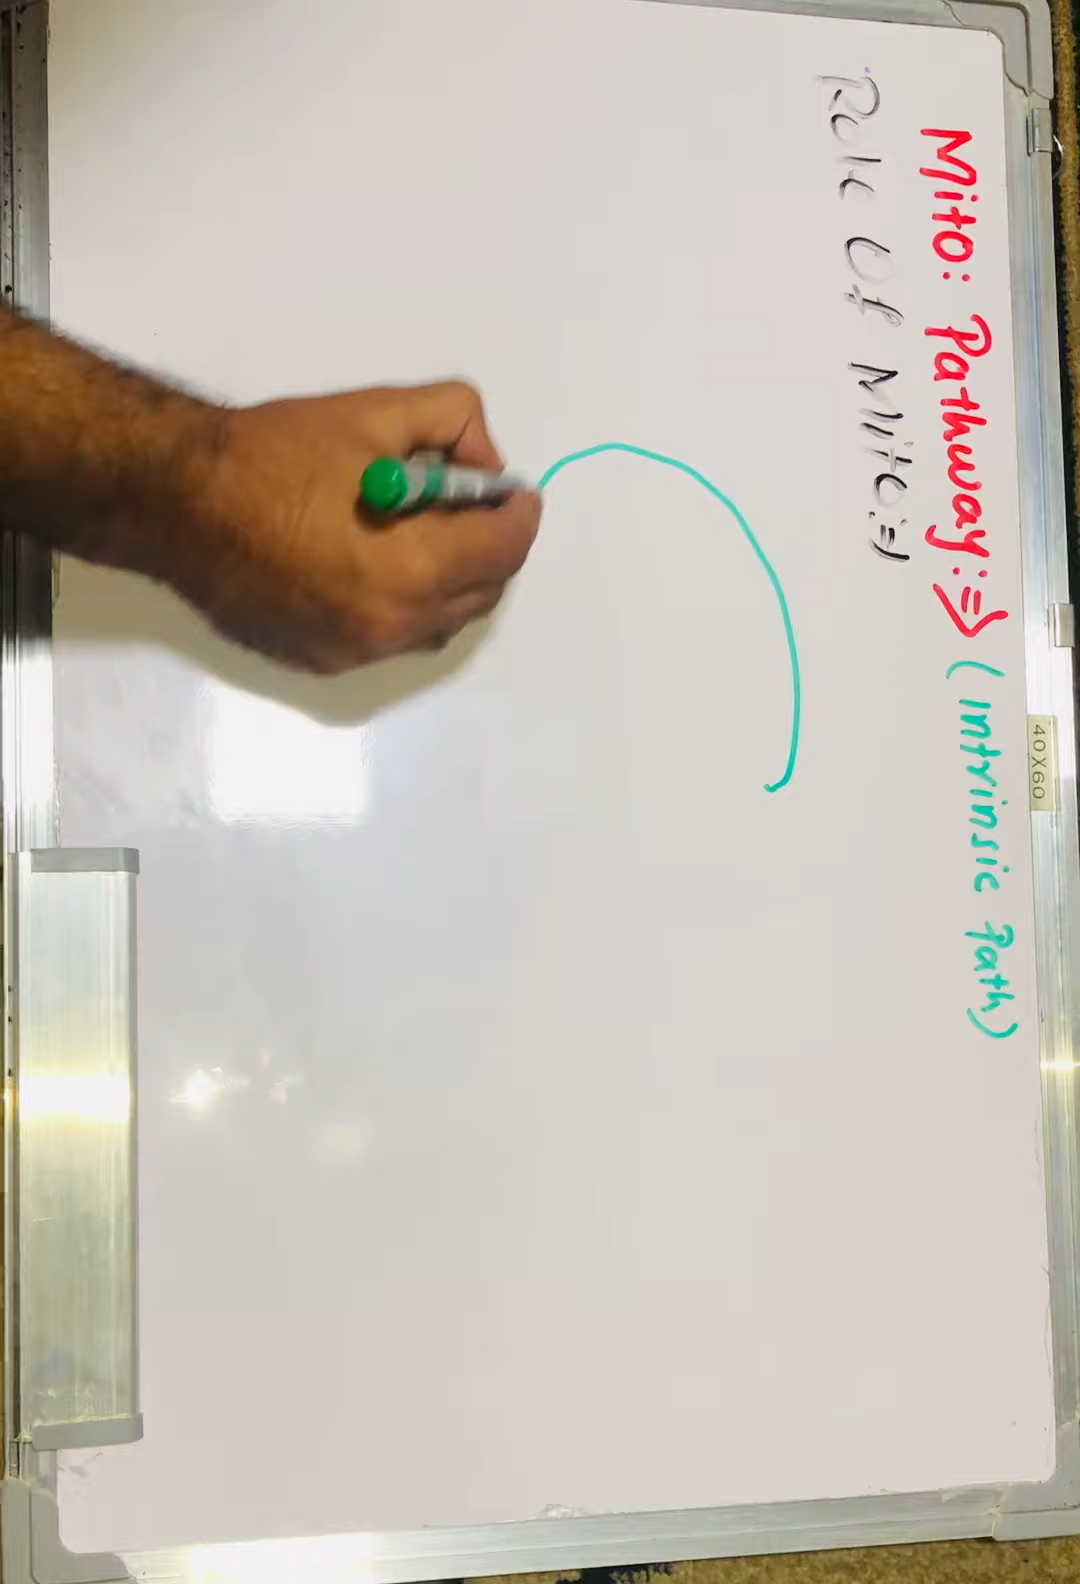 Mito: Pathway:⇒ (Intrinsic Path)
Role Of Mito:⇒
40X60